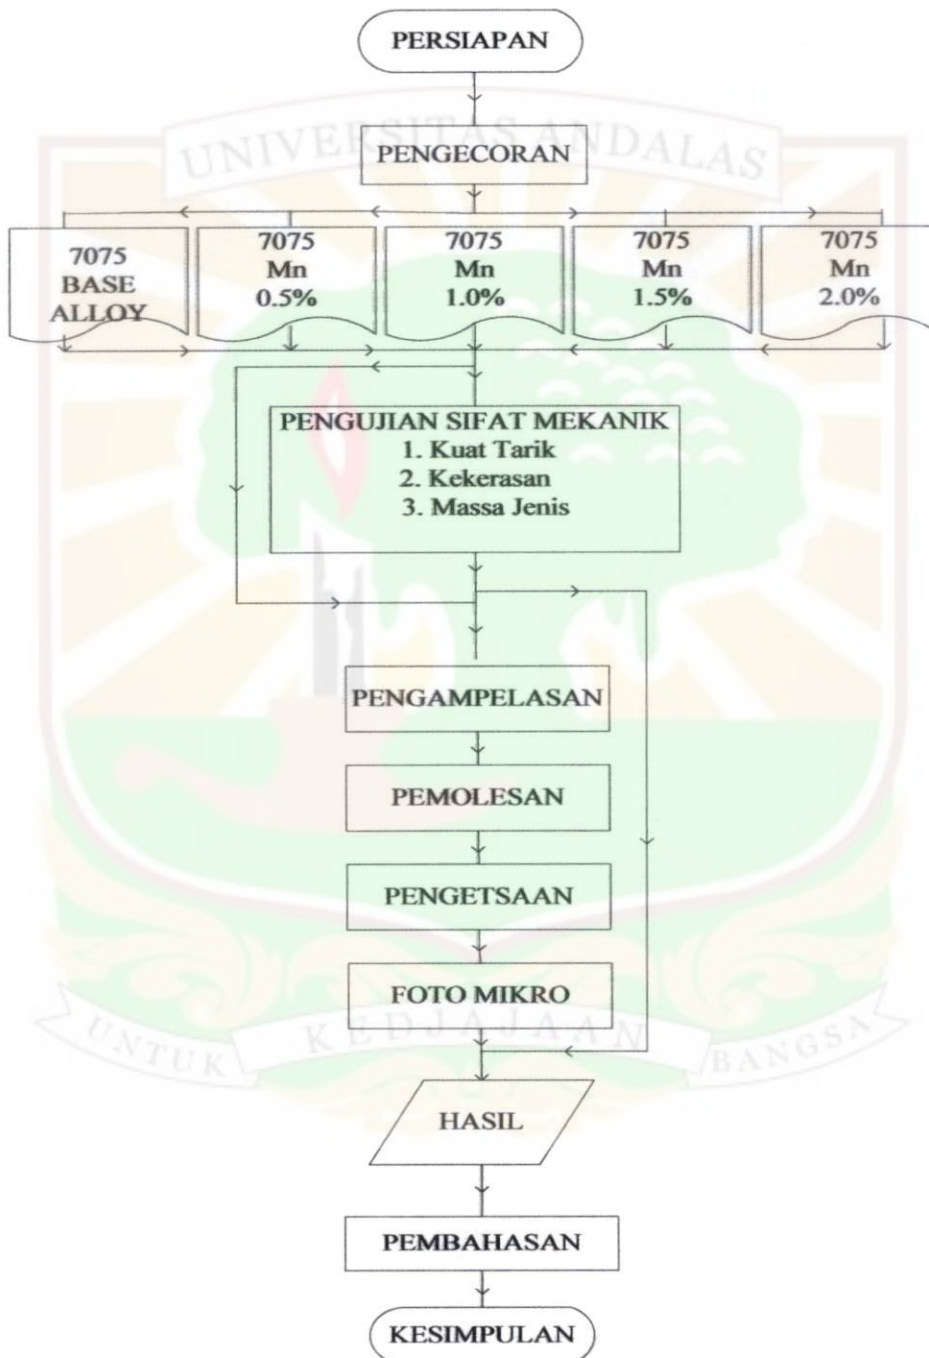 PERSIAPAN
UNIVERSITAS ANDALAS
PENGECORAN
7075
BASE
ALLOY
7075
Mn
0.5%
7075
Mn
1.0%
7075
Mn
1.5%
7075
Mn
2.0%
PENGUJIAN SIFAT MEKANIK
1. Kuat Tarik
2. Kekerasan
3. Massa Jenis
PENGAMPELASAN
PEMOLESAN
PENGETSAAN
FOTO MIKRO
UNTUK KEDJAJAAN BANGSA
HASIL
PEMBAHASAN
KESIMPULAN